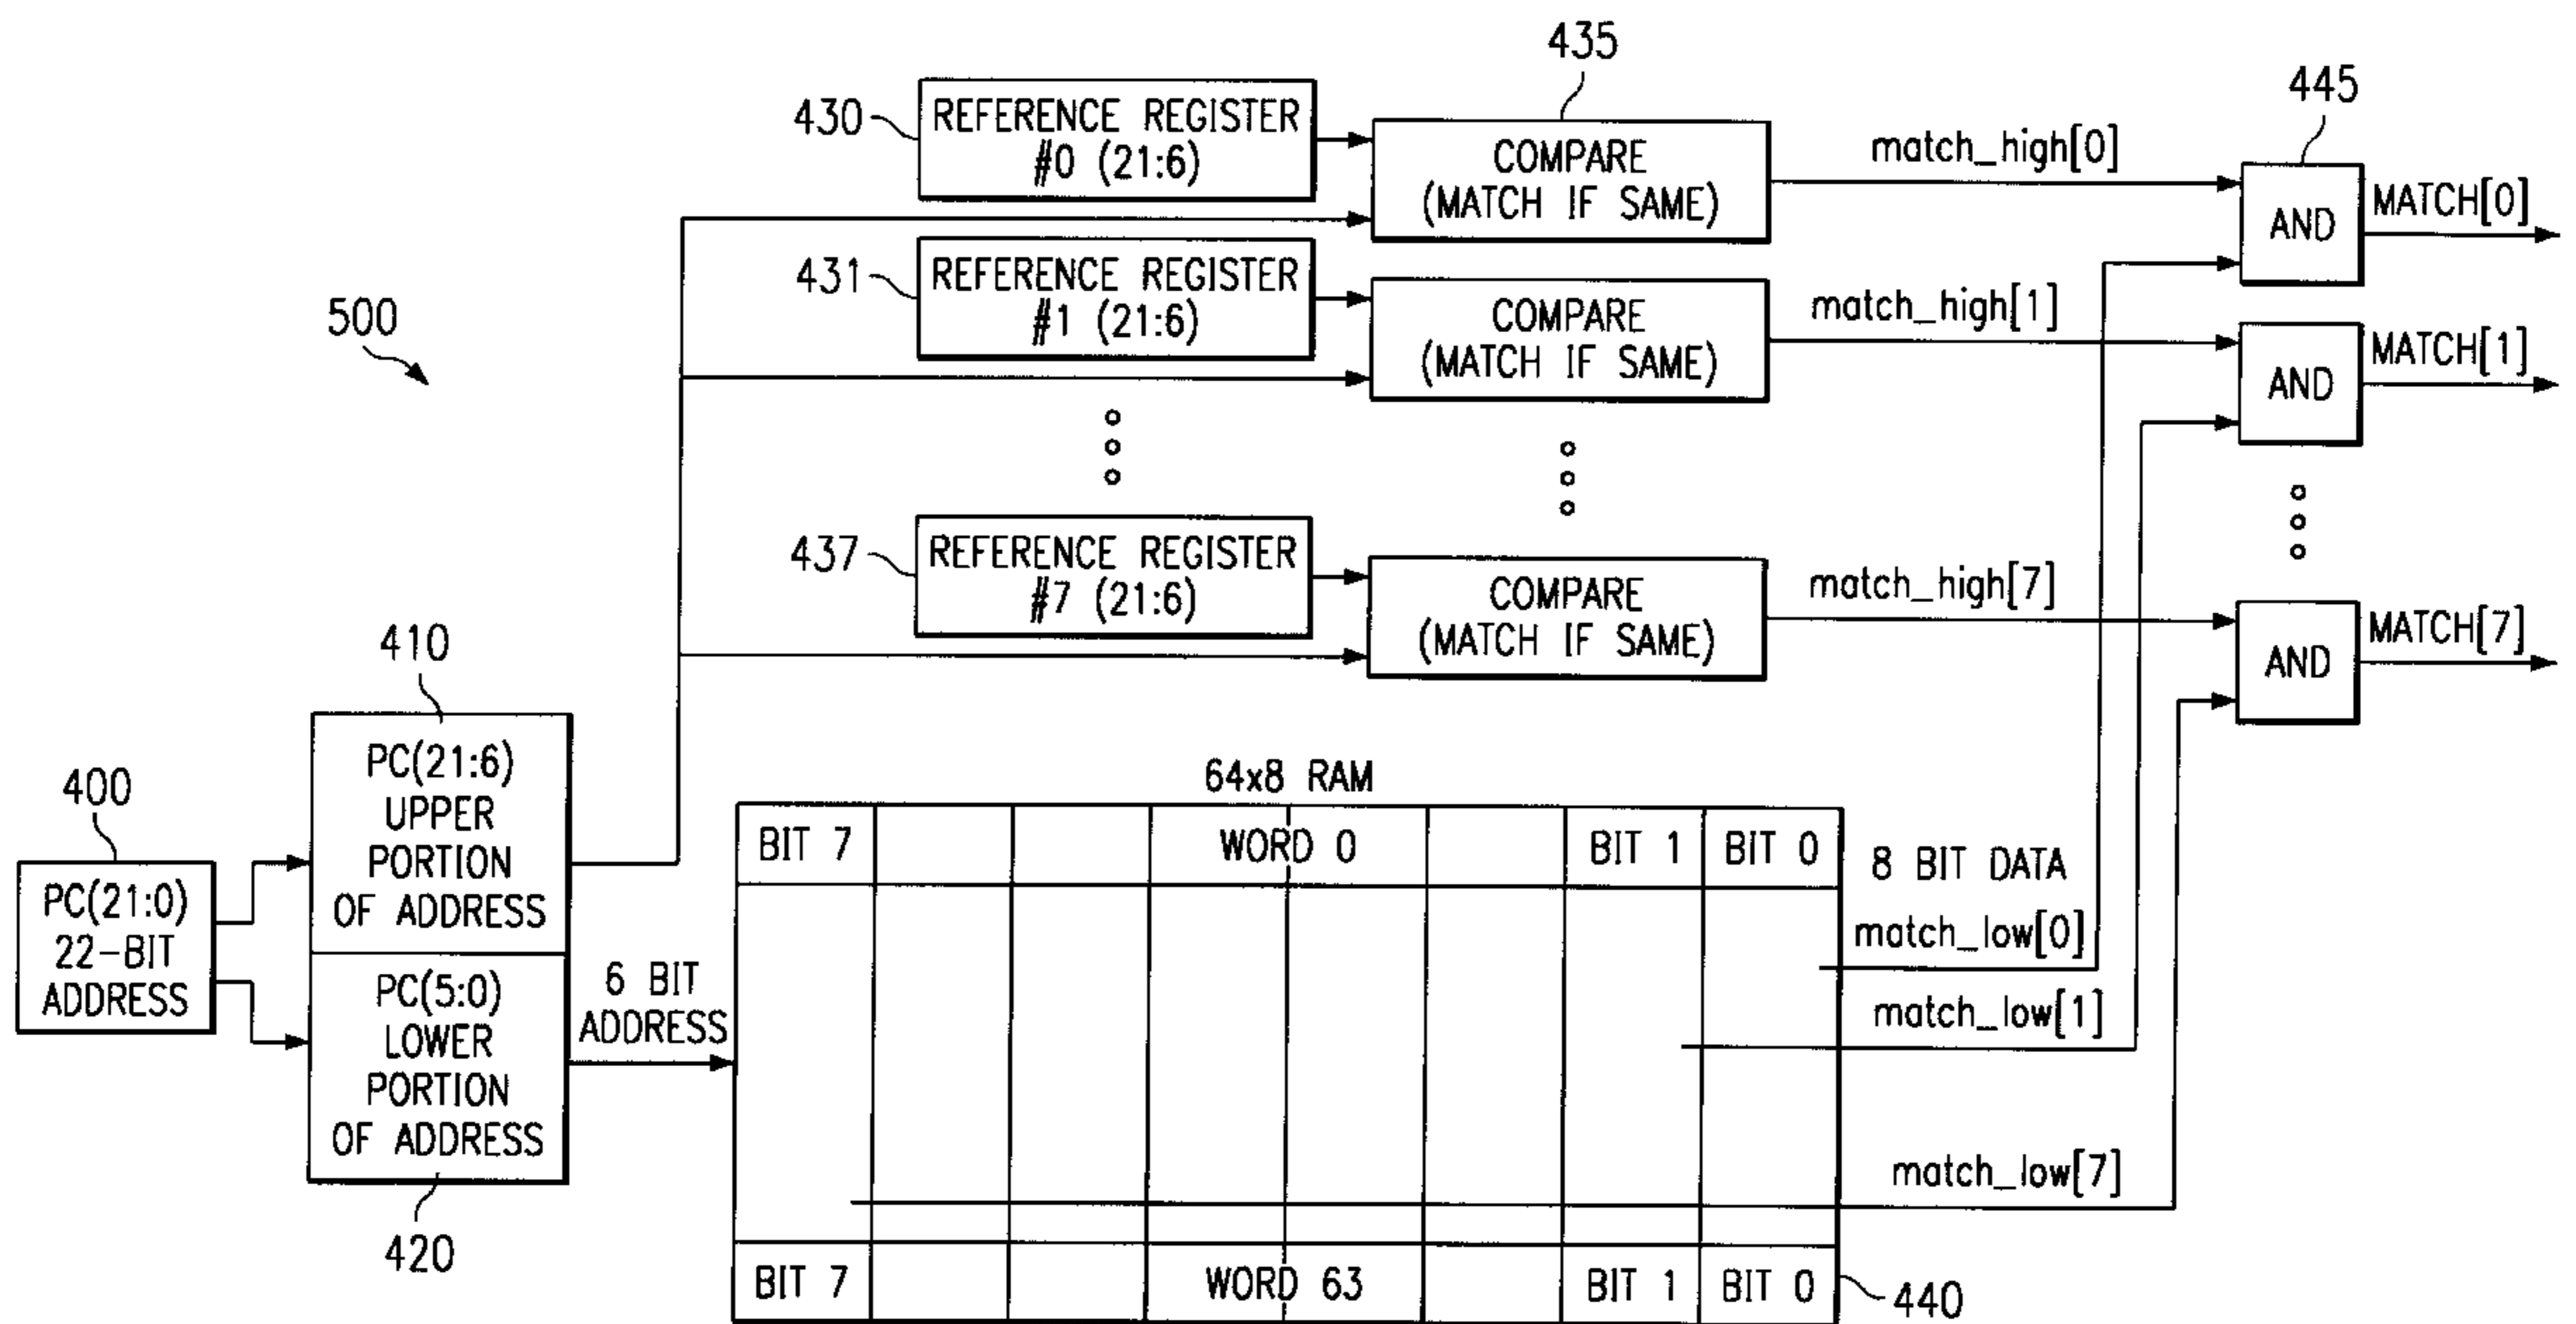 435
445
430
REFERENCE REGISTER
#0 (21:6)
COMPARE
(MATCH IF SAME)
match_high[0]
AND
MATCH[0]
431
REFERENCE REGISTER
#1 (21:6)
COMPARE
(MATCH IF SAME)
match_high[1]
AND
MATCH[1]
500
437
REFERENCE REGISTER
#7 (21:6)
COMPARE
(MATCH IF SAME)
match_high[7]
AND
MATCH[7]
410
PC(21:6)
UPPER
PORTION
OF ADDRESS
400
PC(21:0)
22-BIT
ADDRESS
PC(5:0)
LOWER
PORTION
OF ADDRESS
420
6 BIT
ADDRESS
64x8 RAM
BIT 7
WORD 0
BIT 1
BIT 0
8 BIT DATA
match_low[0]
match_low[1]
match_low[7]
BIT 7
WORD 63
BIT 1
BIT 0
440